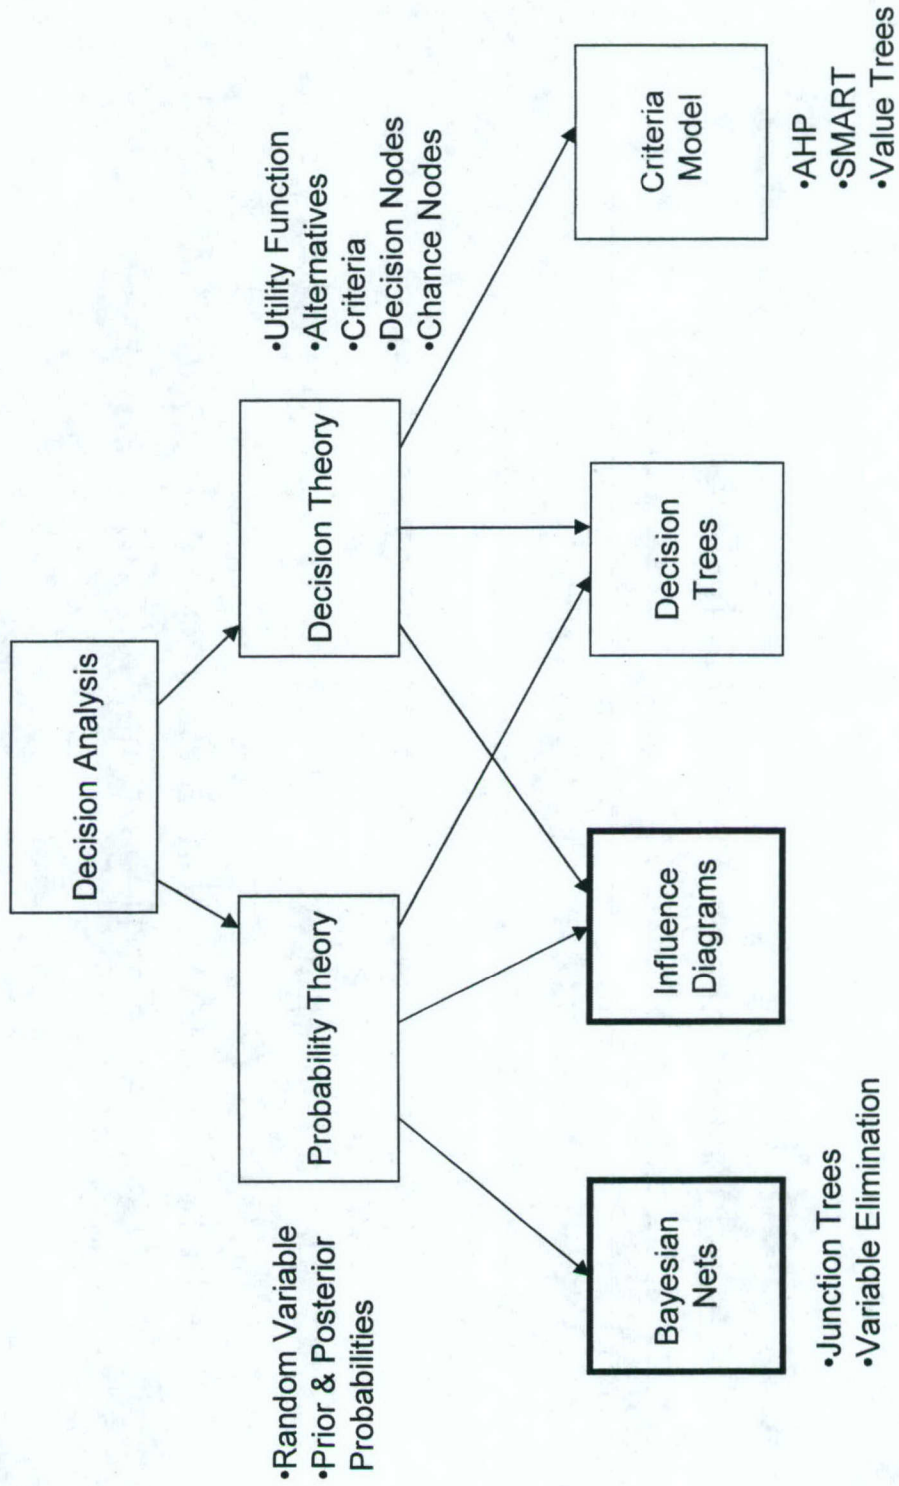 Decision Analysis
Probability Theory
•Random Variable
•Prior & Posterior
Probabilities
Decision Theory
•Utility Function
•Alternatives
•Criteria
•Decision Nodes
•Chance Nodes
Bayesian
Nets
•Junction Trees
•Variable Elimination
Influence
Diagrams
Decision
Trees
Criteria
Model
•AHP
•SMART
•Value Trees